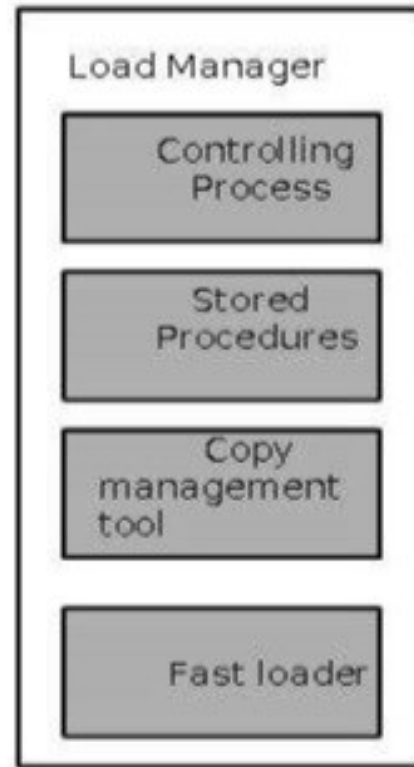 Load Manager
Controlling
Process
Stored
Procedures
Copy
management
tool
Fast loader